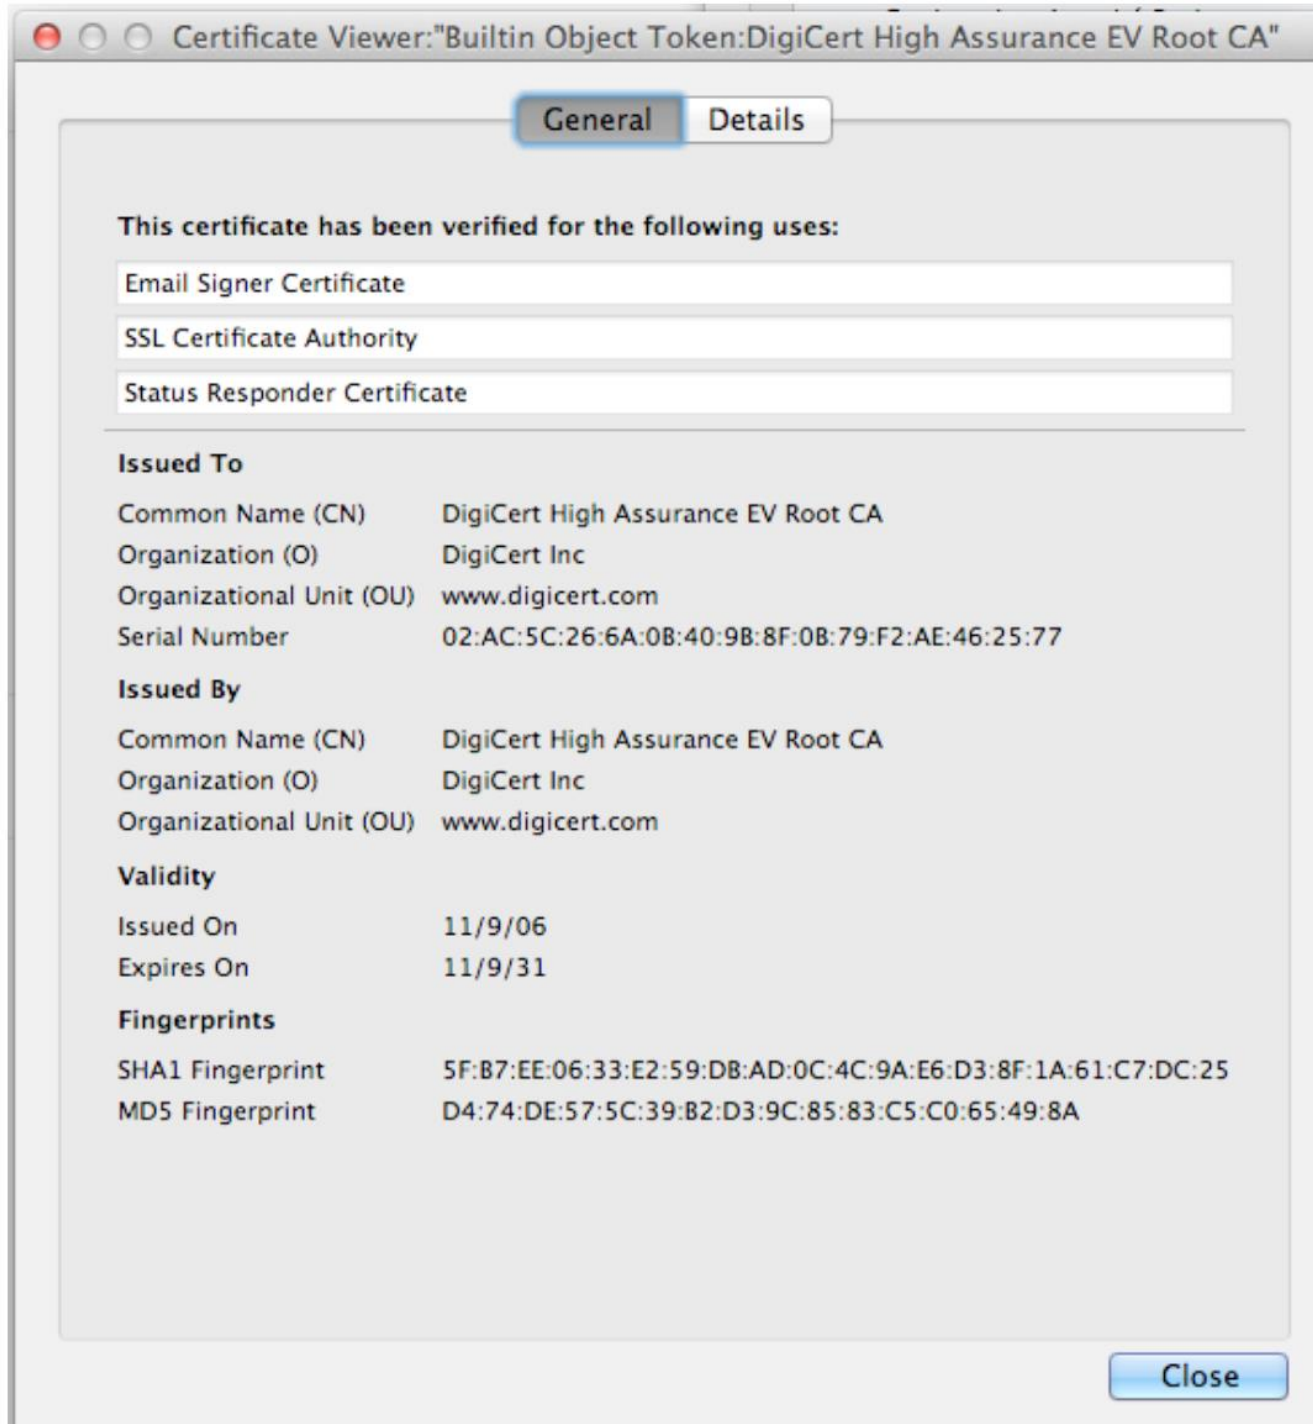 Certificate Viewer:"Builtin Object Token:DigiCert High Assurance EV Root CA"
General Details
This certificate has been verified for the following uses:
Email Signer Certificate
SSL Certificate Authority
Status Responder Certificate
Issued To
Common Name (CN) DigiCert High Assurance EV Root CA
Organization (O) DigiCert Inc
Organizational Unit (OU) www.digicert.com
Serial Number 02:AC:5C:26:6A:0B:40:9B:8F:0B:79:F2:AE:46:25:77
Issued By
Common Name (CN) DigiCert High Assurance EV Root CA
Organization (O) DigiCert Inc
Organizational Unit (OU) www.digicert.com
Validity
Issued On 11/9/06
Expires On 11/9/31
Fingerprints
SHA1 Fingerprint 5F:B7:EE:06:33:E2:59:DB:AD:0C:4C:9A:E6:D3:8F:1A:61:C7:DC:25
MD5 Fingerprint D4:74:DE:57:5C:39:B2:D3:9C:85:83:C5:C0:65:49:8A
Close